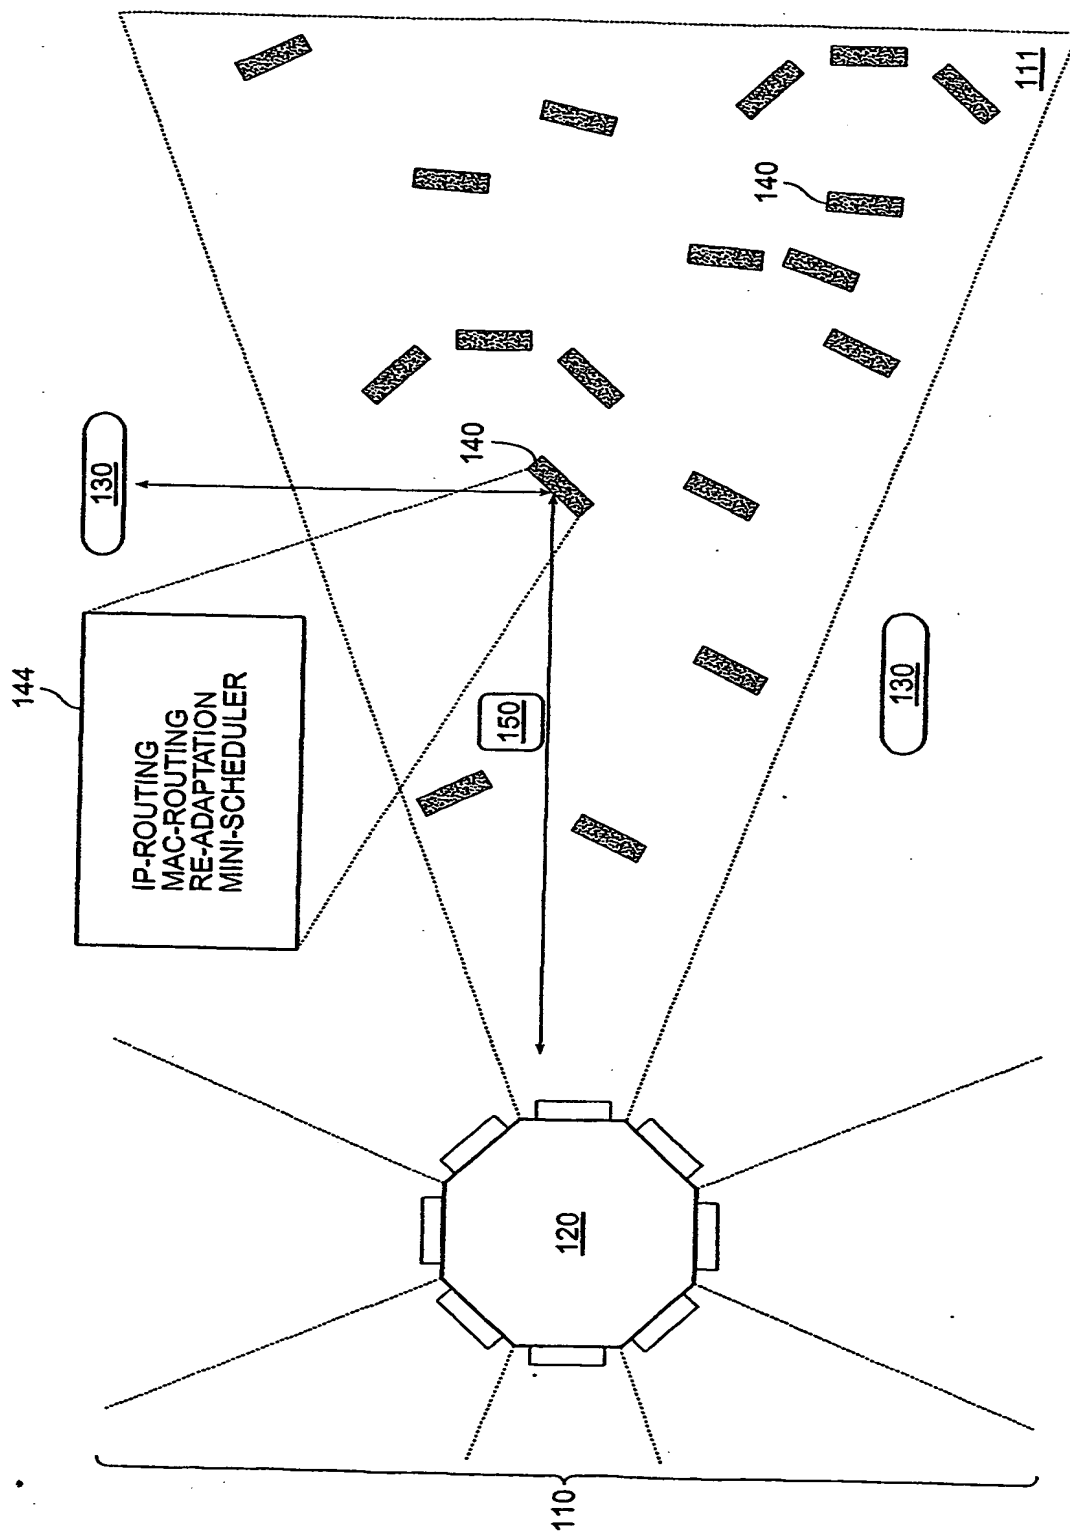 144
130
IP-ROUTING
MAC-ROUTING
RE-ADAPTATION
MINI-SCHEDULER
140
150
110
120
140
130
111